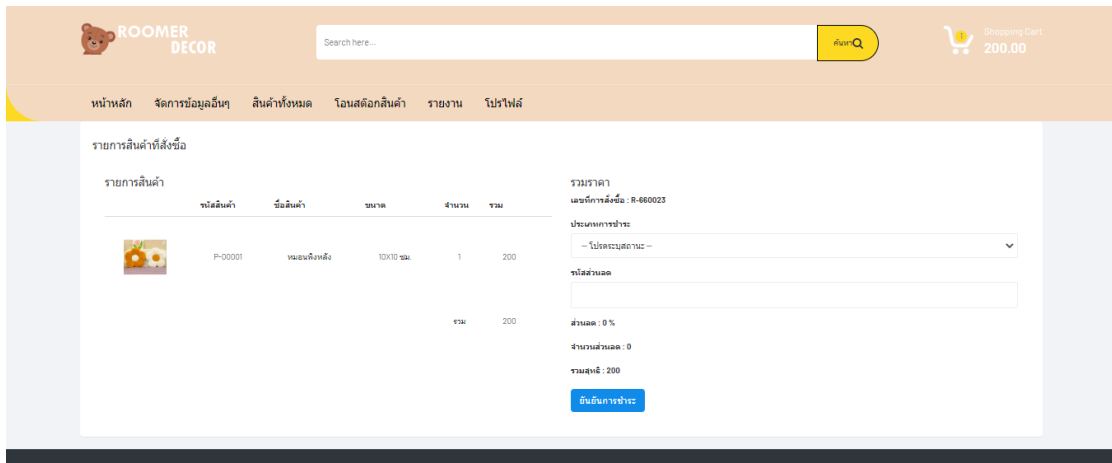 ROOMER
DECOR
Search here...
ค้นหา
1
Shopping Cart
200.00
หน้าหลัก จัดการข้อมูลอื่นๆ สินค้าทั้งหมด โอนสต๊อกสินค้า รายงาน โปรไฟล์
รายการสินค้าที่สั่งซื้อ
รายการสินค้า
รหัสสินค้า ชื่อสินค้า ขนาด จำนวน รวม
P-00001 หมอนพิงหลัง 10X10 ซม. 1 200
รวม 200
รวมราคา
เลขที่การสั่งซื้อ : R-660023
ประเภทการชำระ
-- โปรดระบุสถานะ --
รหัสส่วนลด
ส่วนลด : 0 %
จำนวนส่วนลด : 0
รวมสุทธิ : 200
ยันยันการชำระ